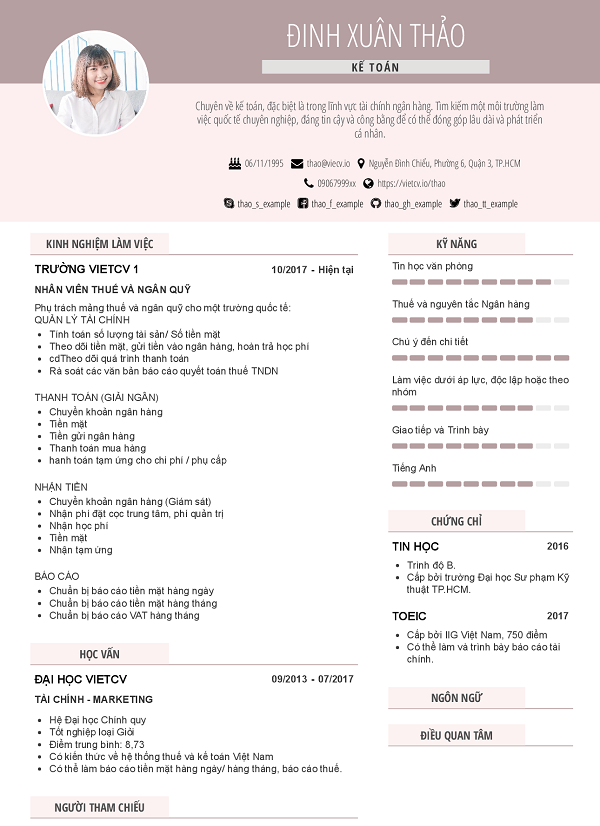 ĐINH XUÂN THẢO
KẾ TOÁN
Chuyên về kế toán, đặc biệt là trong lĩnh vực tài chính ngân hàng. Tìm kiếm một môi trường làm
việc quốc tế chuyên nghiệp, đáng tin cậy và công bằng để có thể đóng góp lâu dài và phát triển
cá nhân.
06/11/1995 thao@viecv.io Nguyễn Đình Chiểu, Phường 6, Quận 3, TP.HCM
09067999xx https://vietcv.io/thao
thao_s_example thao_f_example thao_gh_example thao_tt_example
KINH NGHIỆM LÀM VIỆC
TRƯỜNG VIETCV 1 10/2017 - Hiện tại
NHÂN VIÊN THUẾ VÀ NGÂN QUỸ
Phụ trách mảng thuế và ngân quỹ cho một trường quốc tế:
QUẢN LÝ TÀI CHÍNH
• Tính toán số lượng tài sản/ Số tiền mặt
• Theo dõi tiền mặt, gửi tiền vào ngân hàng, hoàn trả học phí
• cdTheo dõi quá trình thanh toán
• Rà soát các văn bản báo cáo quyết toán thuế TNDN
THANH TOÁN (GIẢI NGÂN)
• Chuyển khoản ngân hàng
• Tiền mặt
• Tiền gửi ngân hàng
• Thanh toán mua hàng
• hanh toán tạm ứng cho chi phí / phụ cấp
NHẬN TIỀN
• Chuyển khoản ngân hàng (Giám sát)
• Nhận phí đặt cọc trung tâm, phí quản trị
• Nhận học phí
• Tiền mặt
• Nhận tạm ứng
BÁO CÁO
• Chuẩn bị báo cáo tiền mặt hàng ngày
• Chuẩn bị báo cáo tiền mặt hàng tháng
• Chuẩn bị báo cáo VAT hàng tháng
HỌC VẤN
ĐẠI HỌC VIETCV 09/2013 - 07/2017
TÀI CHÍNH - MARKETING
• Hệ Đại học Chính quy
• Tốt nghiệp loại Giỏi
• Điểm trung bình: 8,73
• Có kiến thức về hệ thống thuế và kế toán Việt Nam
• Có thể làm báo cáo tiền mặt hàng ngày/ hàng tháng, báo cáo thuế.
NGƯỜI THAM CHIẾU
KỸ NĂNG
Tin học văn phòng
Thuế và nguyên tắc Ngân hàng
Chú ý đến chi tiết
Làm việc dưới áp lực, độc lập hoặc theo
nhóm
Giao tiếp và Trình bày
Tiếng Anh
CHỨNG CHỈ
TIN HỌC 2016
• Trình độ B.
• Cấp bởi trường Đại học Sư phạm Kỹ
thuật TP.HCM.
TOEIC 2017
• Cấp bởi IIG Việt Nam, 750 điểm
• Có thể làm và trình bày báo cáo tài
chính.
NGÔN NGỮ
ĐIỀU QUAN TÂM